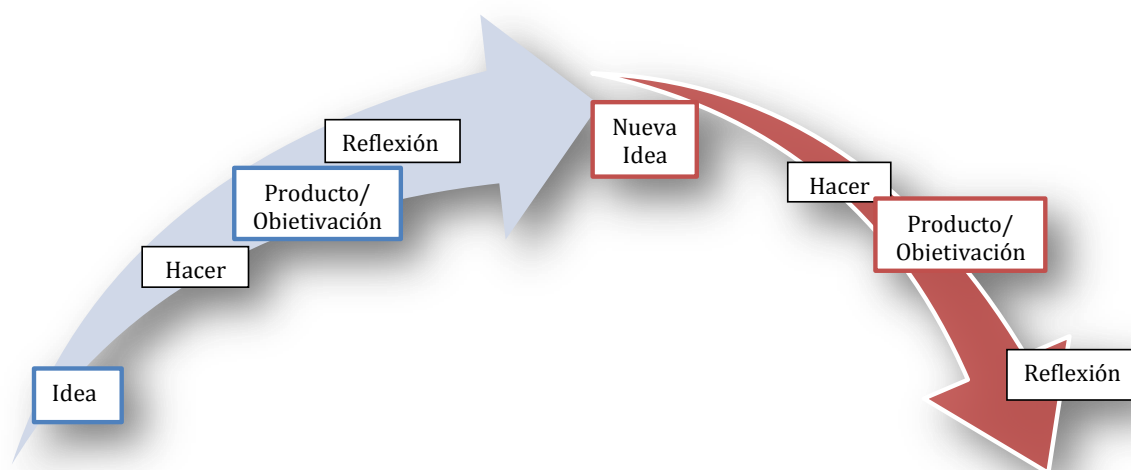 Idea
Hacer
Producto/
Obietivación
Reflexión
Nueva
Idea
Hacer
Producto/
Obietivación
Reflexión